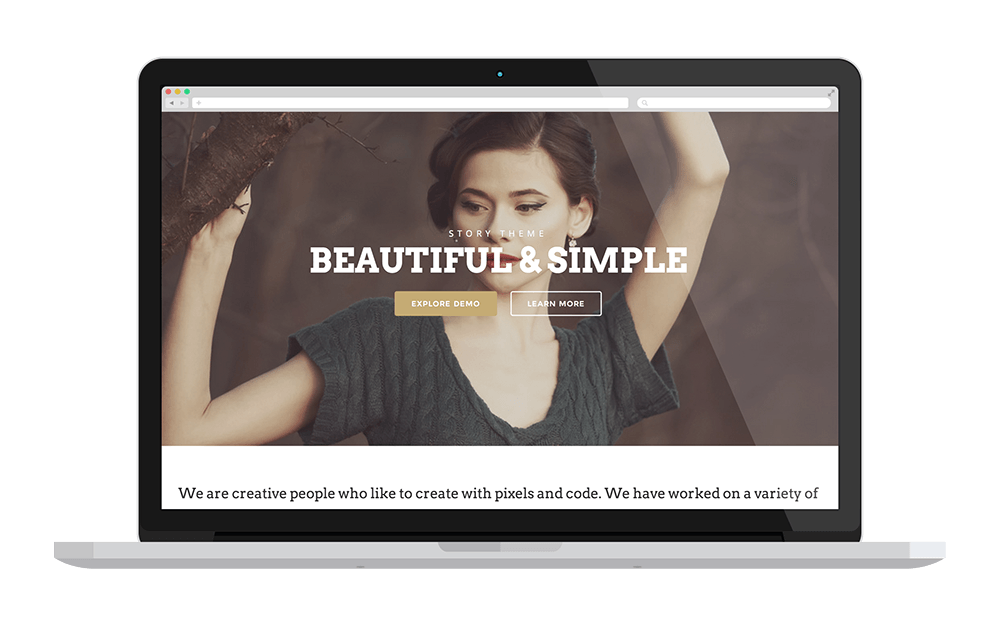 STORY THEME
BEAUTIFUL & SIMPLE
EXPLORE DEMO
LEARN MORE
We are creative people who like to create with pixels and code. We have worked on a variety of